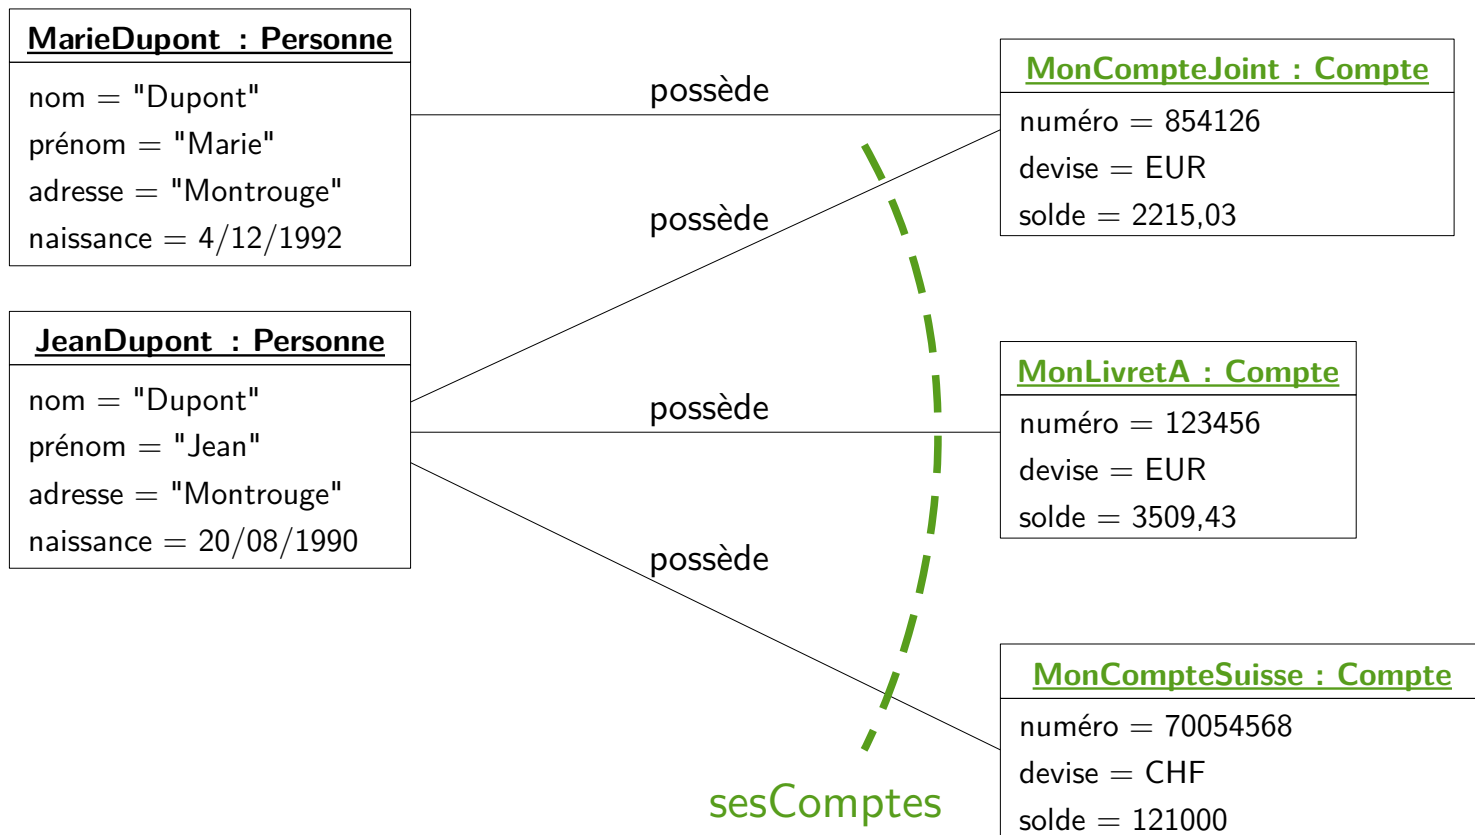 MarieDupont : Personne
nom = "Dupont"
prénom = "Marie"
adresse = "Montrouge"
naissance = 4/12/1992
JeanDupont : Personne
nom = "Dupont"
prénom = "Jean"
adresse = "Montrouge"
naissance = 20/08/1990
possède
possède
possède
possède
sesComptes
MonCompteJoint : Compte
numéro = 854126
devise = EUR
solde = 2215,03
MonLivretA : Compte
numéro = 123456
devise = EUR
solde = 3509,43
MonCompteSuisse : Compte
numéro = 70054568
devise = CHF
solde = 121000